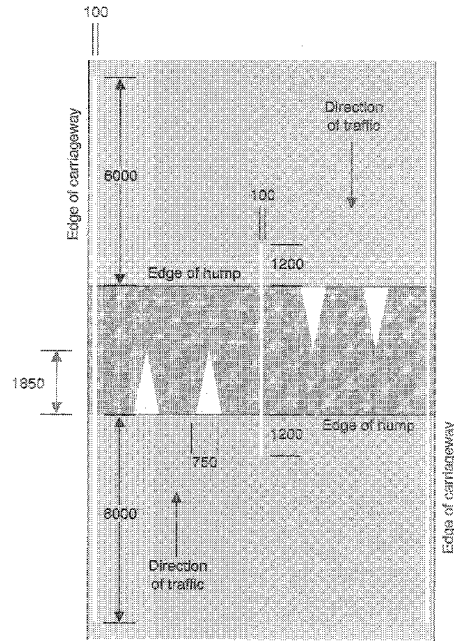 100
Edge of carriageway
Direction
of traffic
6000
100
1200
Edge of hump
1850
1200
Edge of hump
750
6000
Direction
of traffic
Edge of carriageway